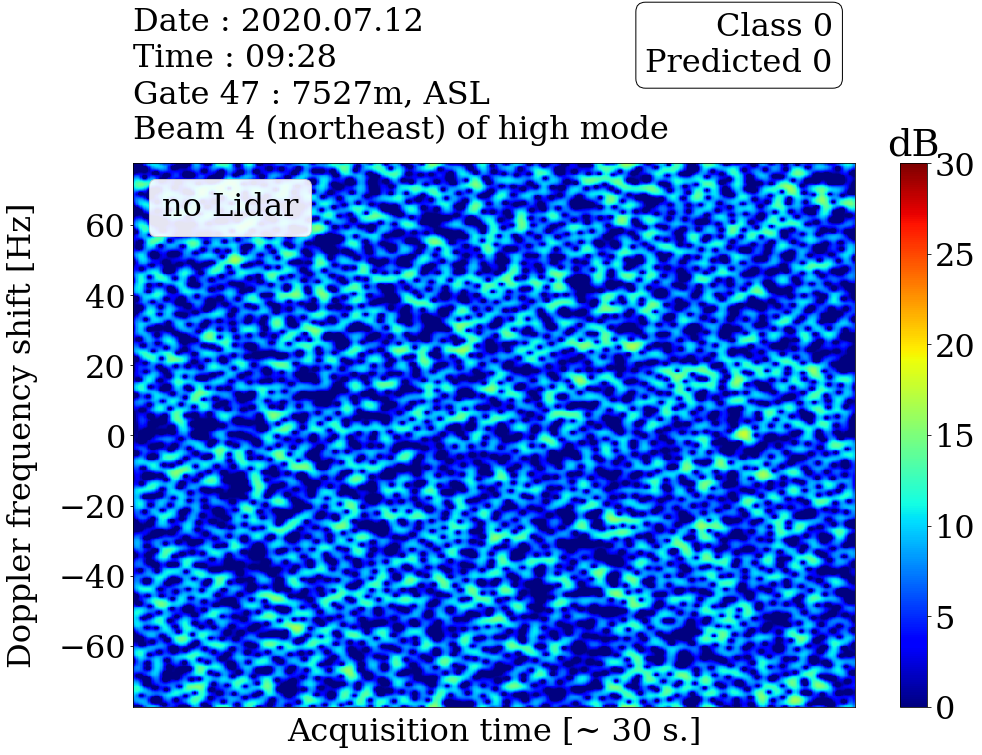 Date : 2020.07.12
Time : 09:28
Gate 47 : 7527m, ASL
Beam 4 (northeast) of high mode
Class 0
Predicted 0
dB
no Lidar
Doppler frequency shift [Hz]
60
40
20
0
−20
−40
−60
30
25
20
15
10
5
0
Acquisition time [~ 30 s.]